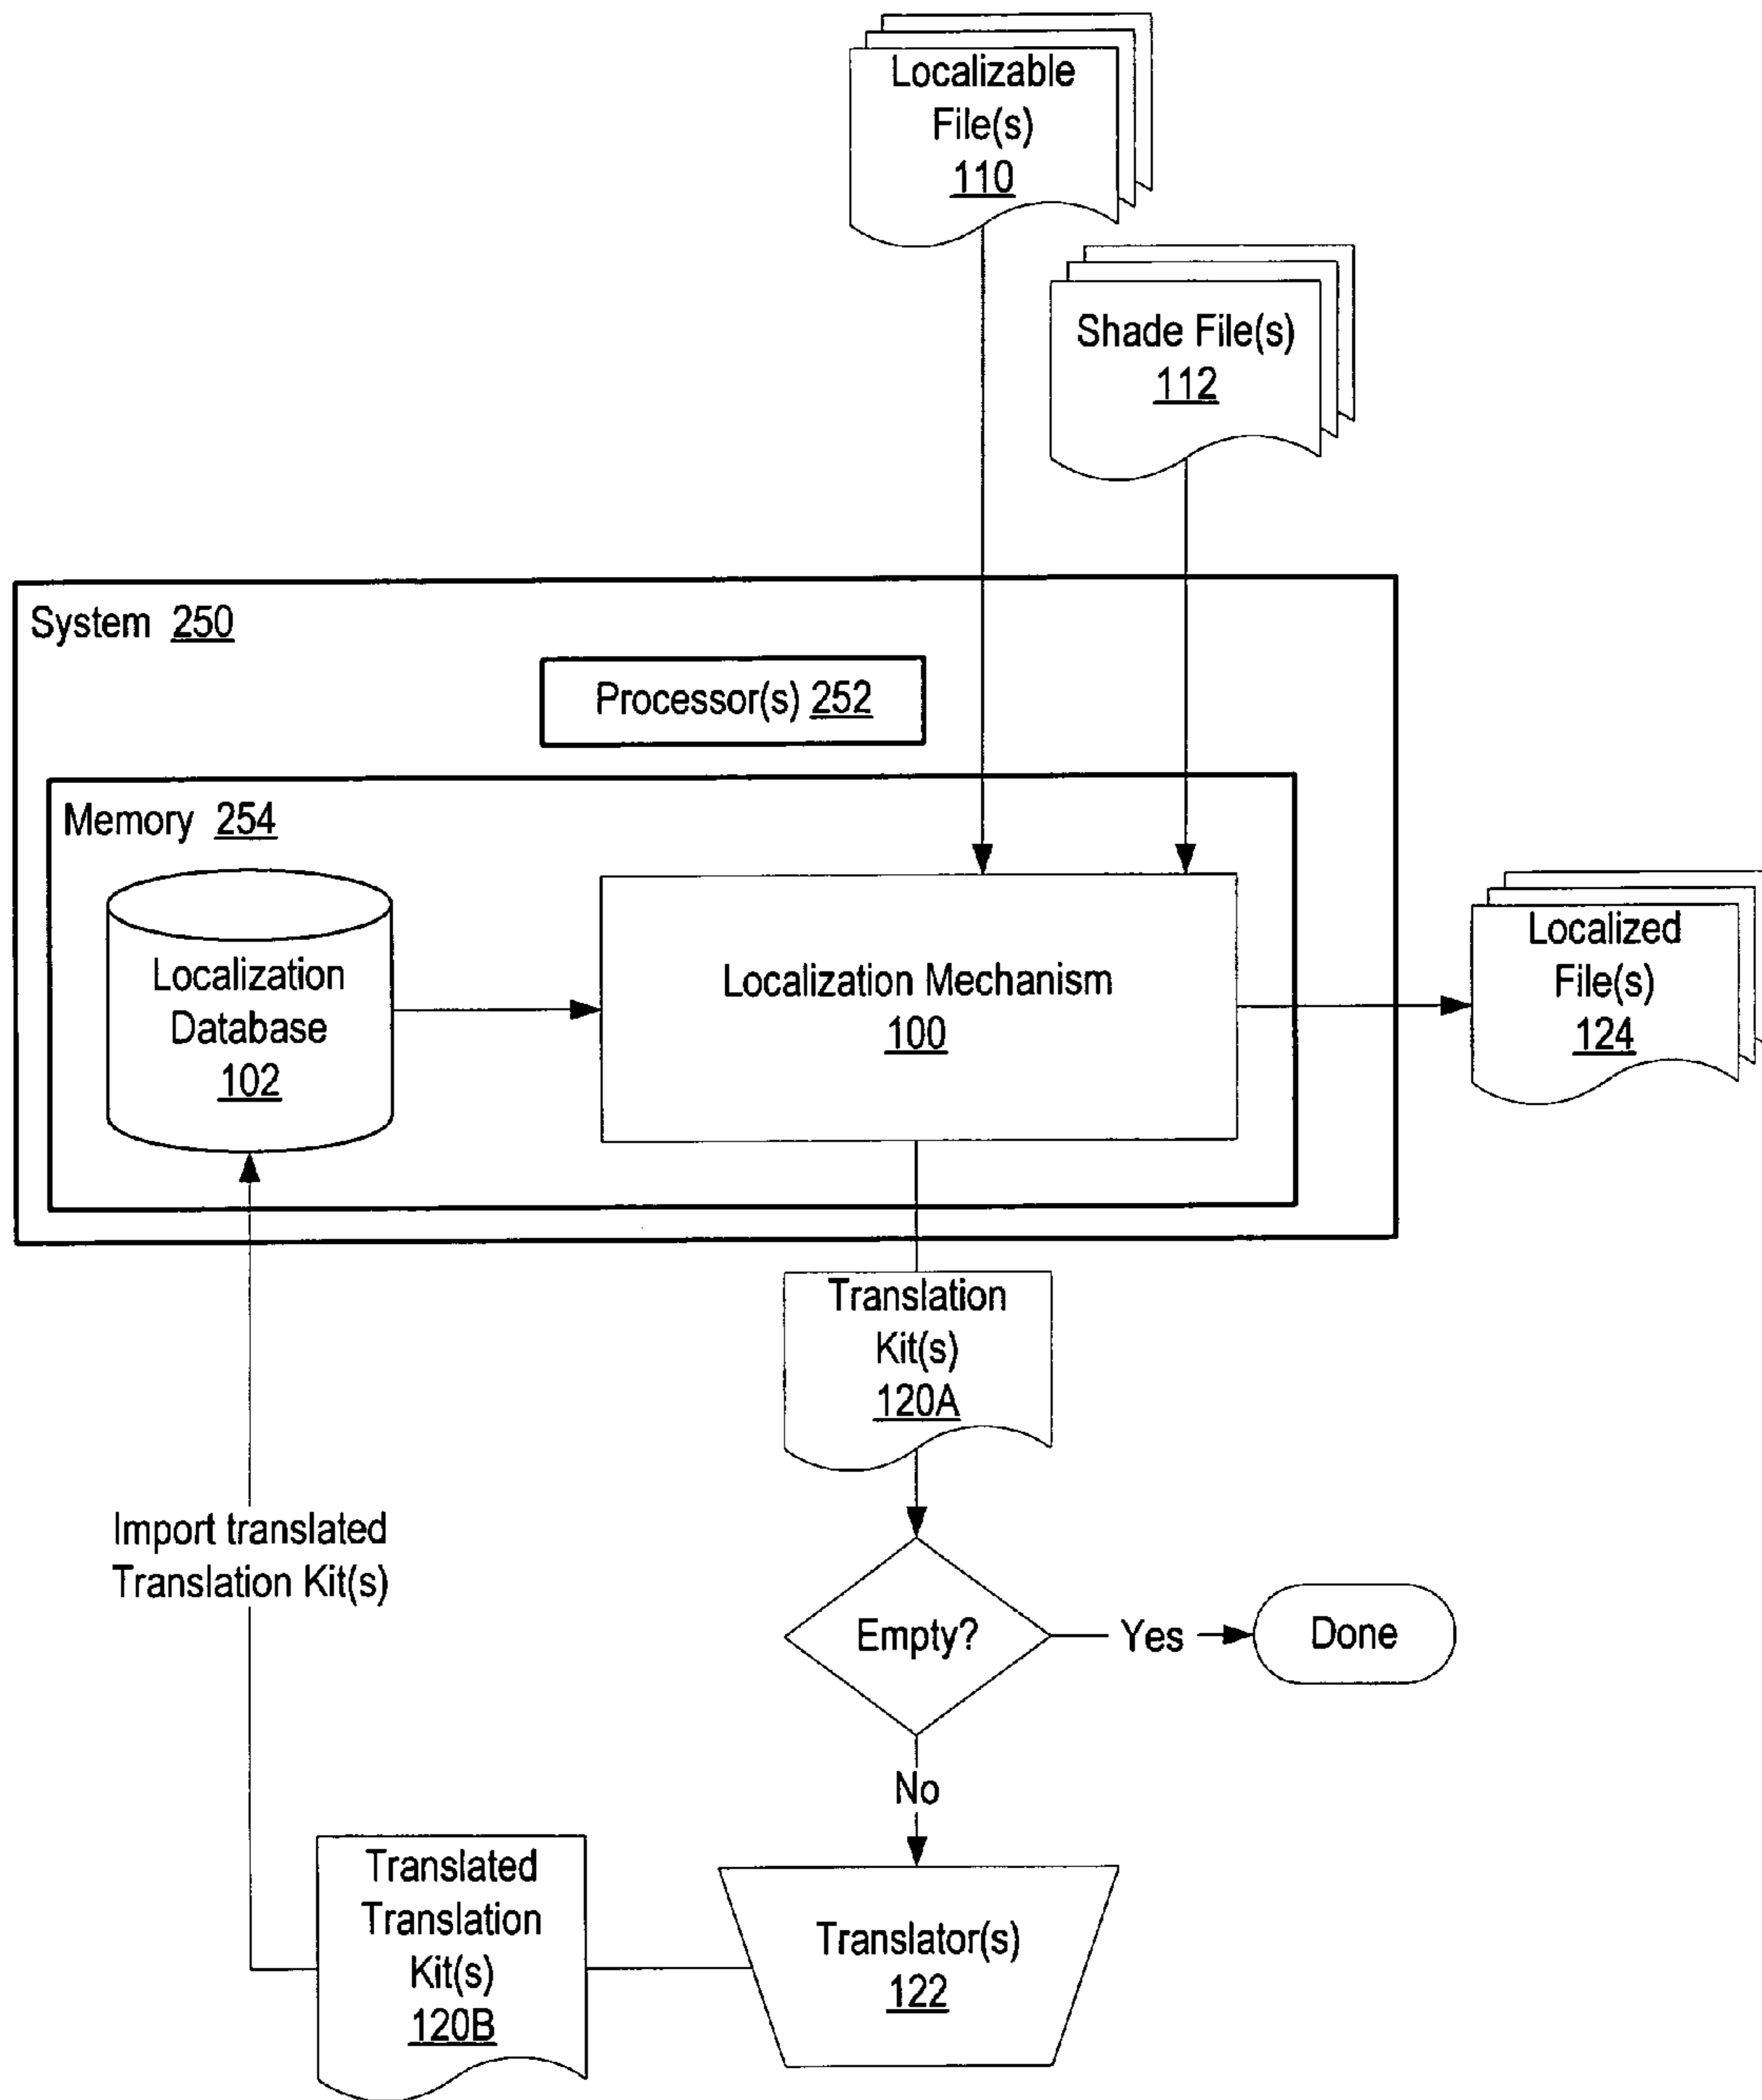 Localizable
File(s)
110
Shade File(s)
112
System 250
Processor(s) 252
Memory 254
Localization
Database
102
Localization Mechanism
100
Localized
File(s)
124
Translation
Kit(s)
120A
Import translated
Translation Kit(s)
Empty?
Yes
Done
No
Translated
Translation
Kit(s)
120B
Translator(s)
122